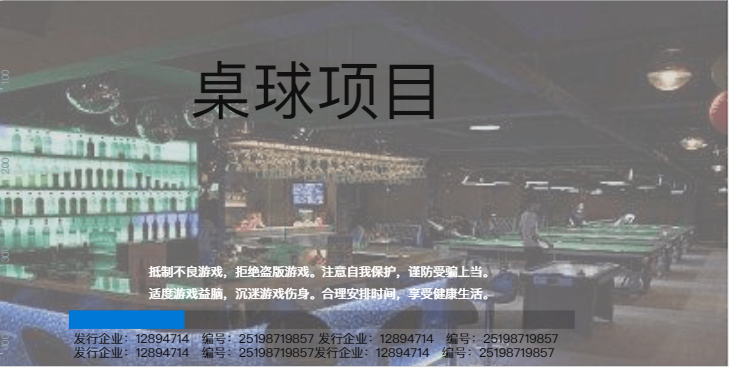 桌球项目
100
200
抵制不良游戏，拒绝盗版游戏。注意自我保护，谨防受骗上当。
适度游戏益脑，沉迷游戏伤身。合理安排时间，享受健康生活。
发行企业：12894714 编号：25198719857 发行企业：12894714 编号：25198719857
发行企业：12894714 编号：25198719857发行企业：12894714 编号：25198719857